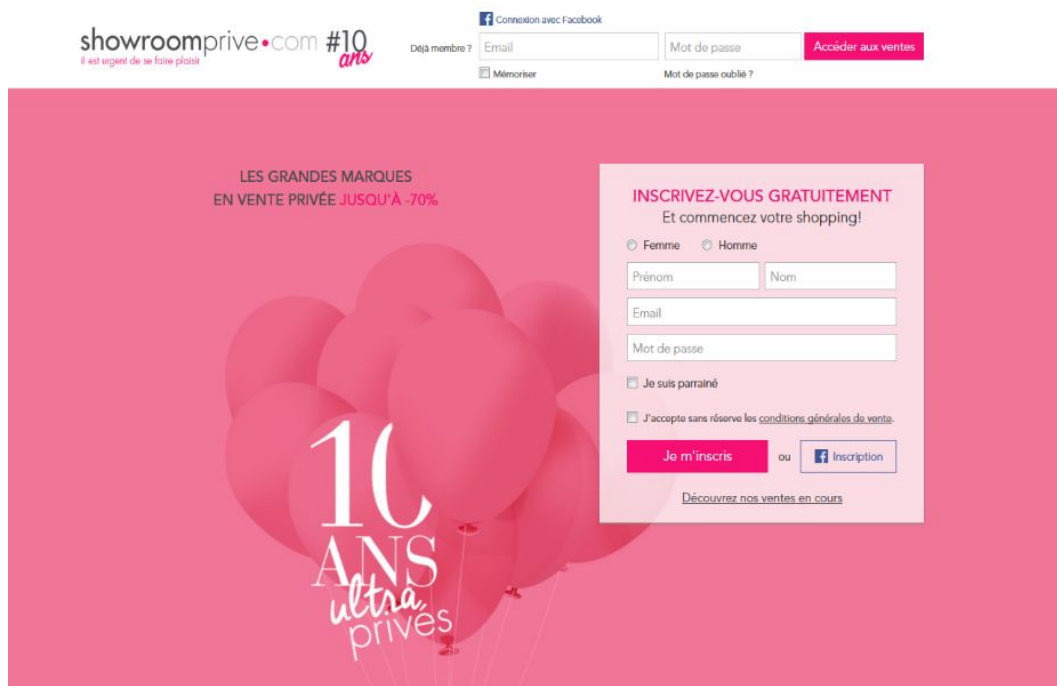 Connexion avec Facebook
showroomprive•com #10 ans
il est urgent de se faire plaisir
Déjà membre ? Email Mot de passe Accéder aux ventes
Mémoriser Mot de passe oublié ?
LES GRANDES MARQUES
EN VENTE PRIVÉE JUSQU'À -70%
INSCRIVEZ-VOUS GRATUITEMENT
Et commencez votre shopping!
Femme Homme
Prénom Nom
Email
Mot de passe
Je suis parrainé
J'accepte sans réserve les conditions générales de vente.
Je m'inscris ou Inscription
Découvrez nos ventes en cours
10
ANS
ultra
privés